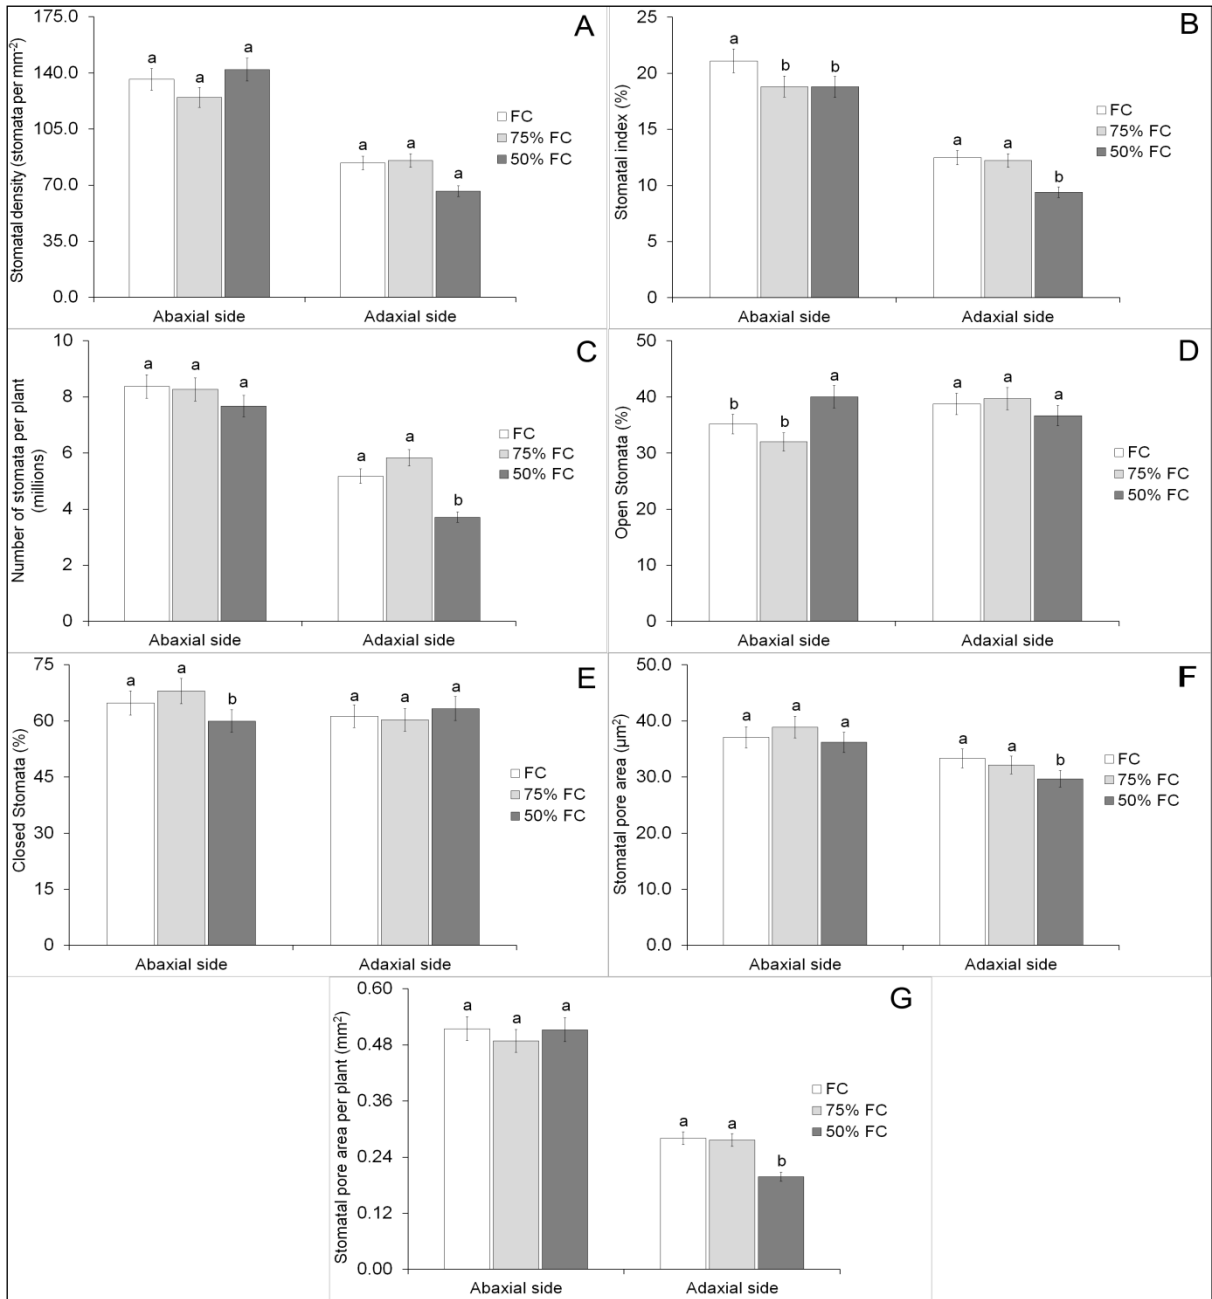 A
Stomatal density (stomata per mm-2)
175.0
140.0
105.0
70.0
35.0
0.0
a
a
a
a
a
a
Abaxial side
Adaxial side
FC
75% FC
50% FC
B
Stomatal index (%)
25
20
25
10
5
0
a
b
b
a
a
b
Abaxial side
Adaxial side
FC
75% FC
50% FC
C
Number of stomata per plant
(millions)
10
8
6
4
2
0
a
a
a
a
a
b
Abaxial side
Adaxial side
FC
75% FC
50% FC
D
Open Stomata (%)
50
40
30
20
10
0
b
b
a
a
a
a
Abaxial side
Adaxial side
FC
75% FC
50% FC
E
Closed Stomata (%)
75
60
45
30
15
0
a
a
b
a
a
a
Abaxial side
Adaxial side
FC
75% FC
50% FC
F
Stomatal pore area (µm²)
50.0
40.0
30.0
20.0
10.0
0.0
a
a
a
a
a
b
Abaxial side
Adaxial side
FC
75% FC
50% FC
G
Stomatal pore area per plant (mm²)
0.60
0.48
0.36
0.24
0.12
0.00
a
a
a
a
a
b
Abaxial side
Adaxial side
FC
75% FC
50% FC